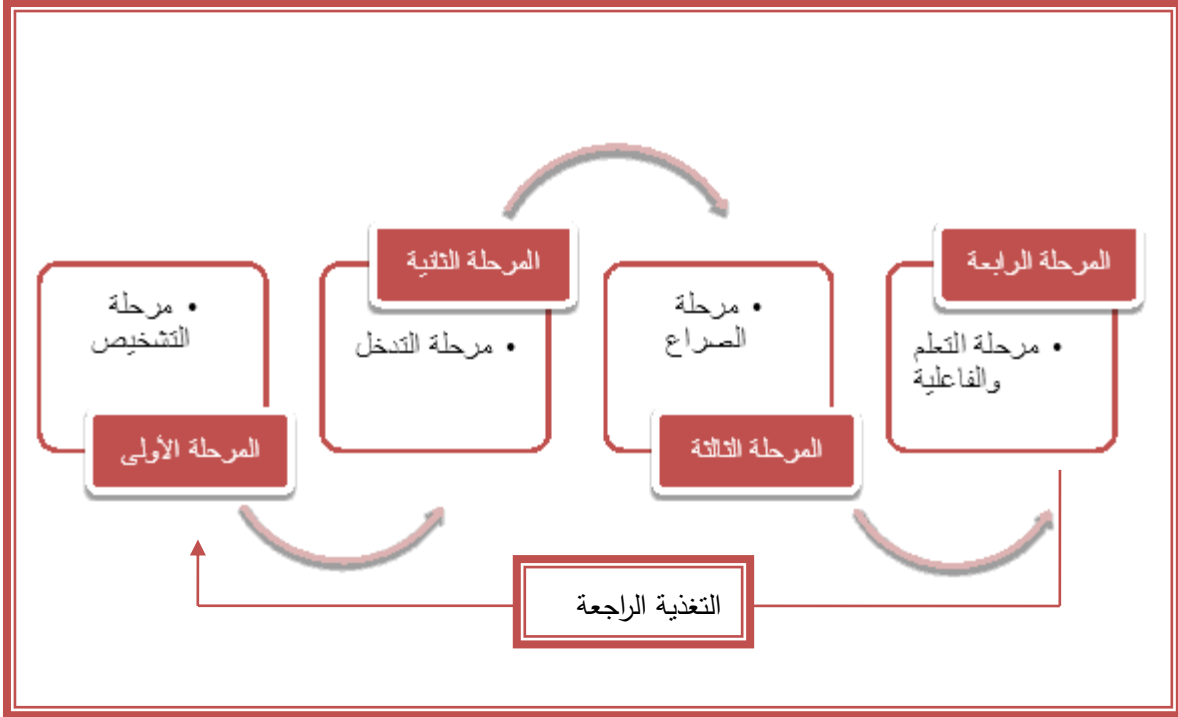 المرحلة الأولى
• مرحلة
التشخيص
المرحلة الثانية
• مرحلة التدخل
المرحلة الثالثة
• مرحلة
الصراع
المرحلة الرابعة
• مرحلة التعلم
والفاعلية
التغذية الراجعة